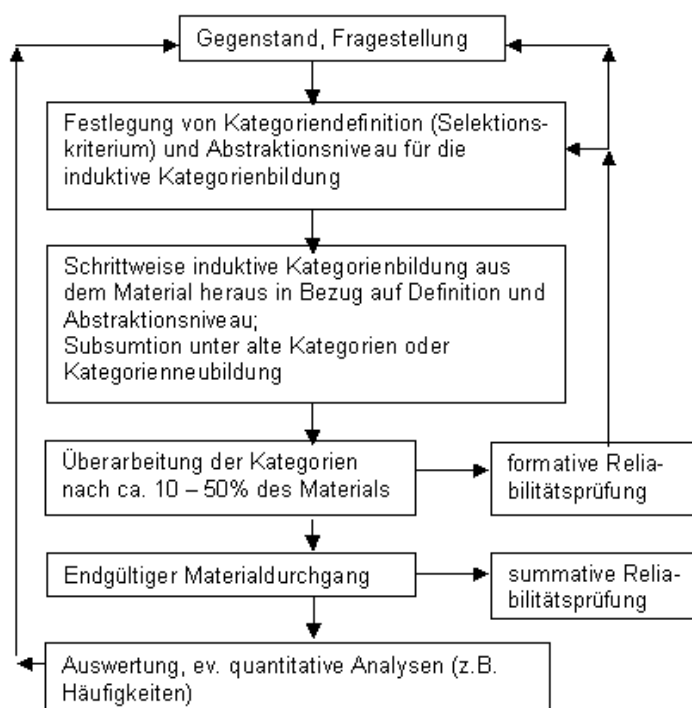 Gegenstand, Fragestellung
Festlegung von Kategoriendefinition (Selektions-
kriterium) und Abstraktionsniveau für die
induktive Kategorienbildung
Schrittweise induktive Kategorienbildung aus
dem Material heraus in Bezug auf Definition und
Abstraktionsniveau;
Subsumtion unter alte Kategorien oder
Kategorienneubildung
Überarbeitung der Kategorien
nach ca. 10 – 50% des Materials
formative Relia-
bilitätsprüfung
Endgültiger Materialdurchgang
summative Relia-
bilitätsprüfung
Auswertung, ev. quantitative Analysen (z.B.
Häufigkeiten)